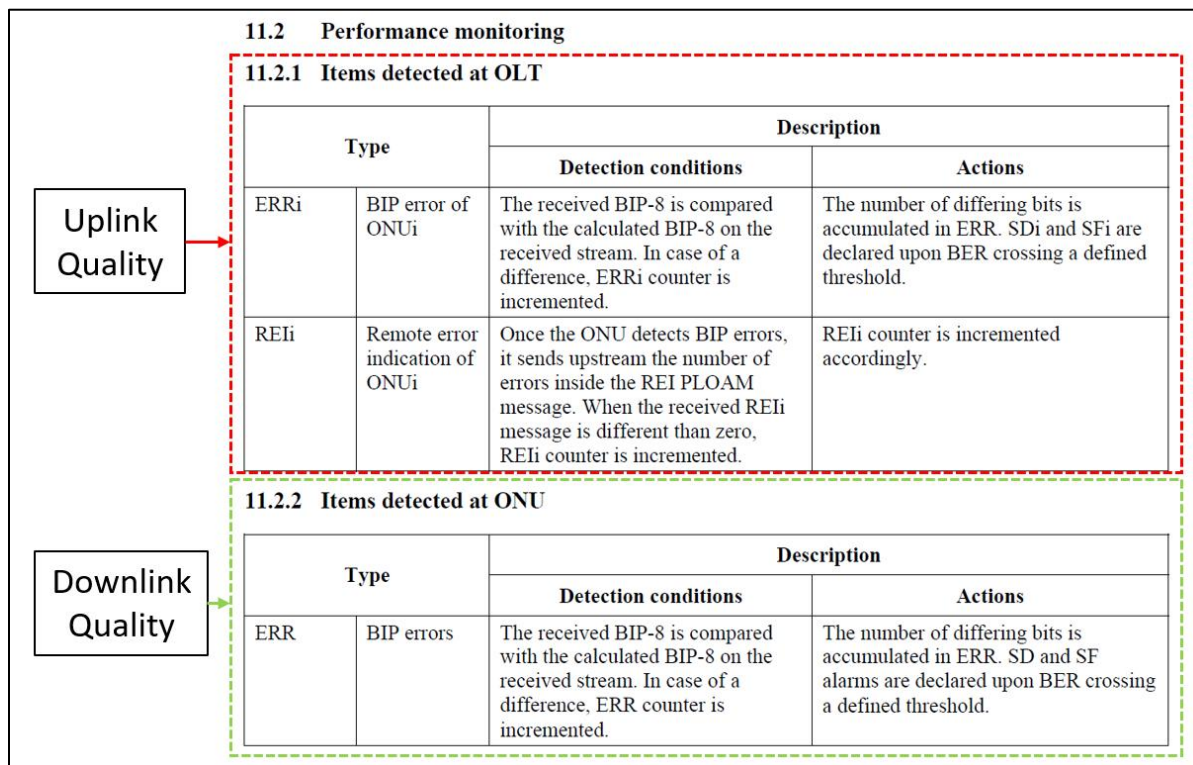 11.2 Performance monitoring
11.2.1 Items detected at OLT
Type
Description
Detection conditions
Actions
Uplink
Quality
ERRi
BIP error of
ONUi
The received BIP-8 is compared
with the calculated BIP-8 on the
received stream. In case of a
difference, ERRi counter is
incremented.
The number of differing bits is
accumulated in ERR. SDi and SFi are
declared upon BER crossing a defined
threshold.
REIi
Remote error
indication of
ONUi
Once the ONU detects BIP errors,
it sends upstream the number of
errors inside the REI PLOAM
message. When the received REIi
message is different than zero,
REIi counter is incremented.
REIi counter is incremented
accordingly.
11.2.2 Items detected at ONU
Type
Description
Detection conditions
Actions
Downlink
Quality
ERR
BIP errors
The received BIP-8 is compared
with the calculated BIP-8 on the
received stream. In case of a
difference, ERR counter is
incremented.
The number of differing bits is
accumulated in ERR. SD and SF
alarms are declared upon BER crossing
a defined threshold.